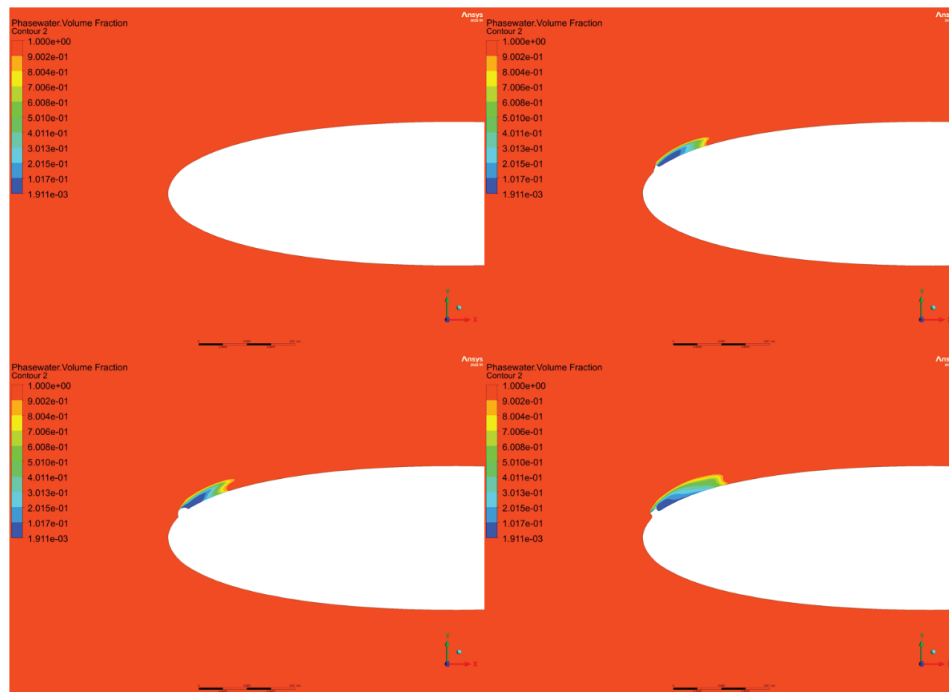 Ansys
Phasewater.Volume Fraction
Contour 2
1.000e+00
9.002e-01
8.004e-01
7.006e-01
6.008e-01
5.010e-01
4.011e-01
3.013e-01
2.015e-01
1.017e-01
1.911e-03
Y
X
Ansys
Phasewater.Volume Fraction
Contour 2
1.000e+00
9.002e-01
8.004e-01
7.006e-01
6.008e-01
5.010e-01
4.011e-01
3.013e-01
2.015e-01
1.017e-01
1.911e-03
Y
X
Ansys
Phasewater.Volume Fraction
Contour 2
1.000e+00
9.002e-01
8.004e-01
7.006e-01
6.008e-01
5.010e-01
4.011e-01
3.013e-01
2.015e-01
1.017e-01
1.911e-03
Y
X
Ansys
Phasewater.Volume Fraction
Contour 2
1.000e+00
9.002e-01
8.004e-01
7.006e-01
6.008e-01
5.010e-01
4.011e-01
3.013e-01
2.015e-01
1.017e-01
1.911e-03
Y
X